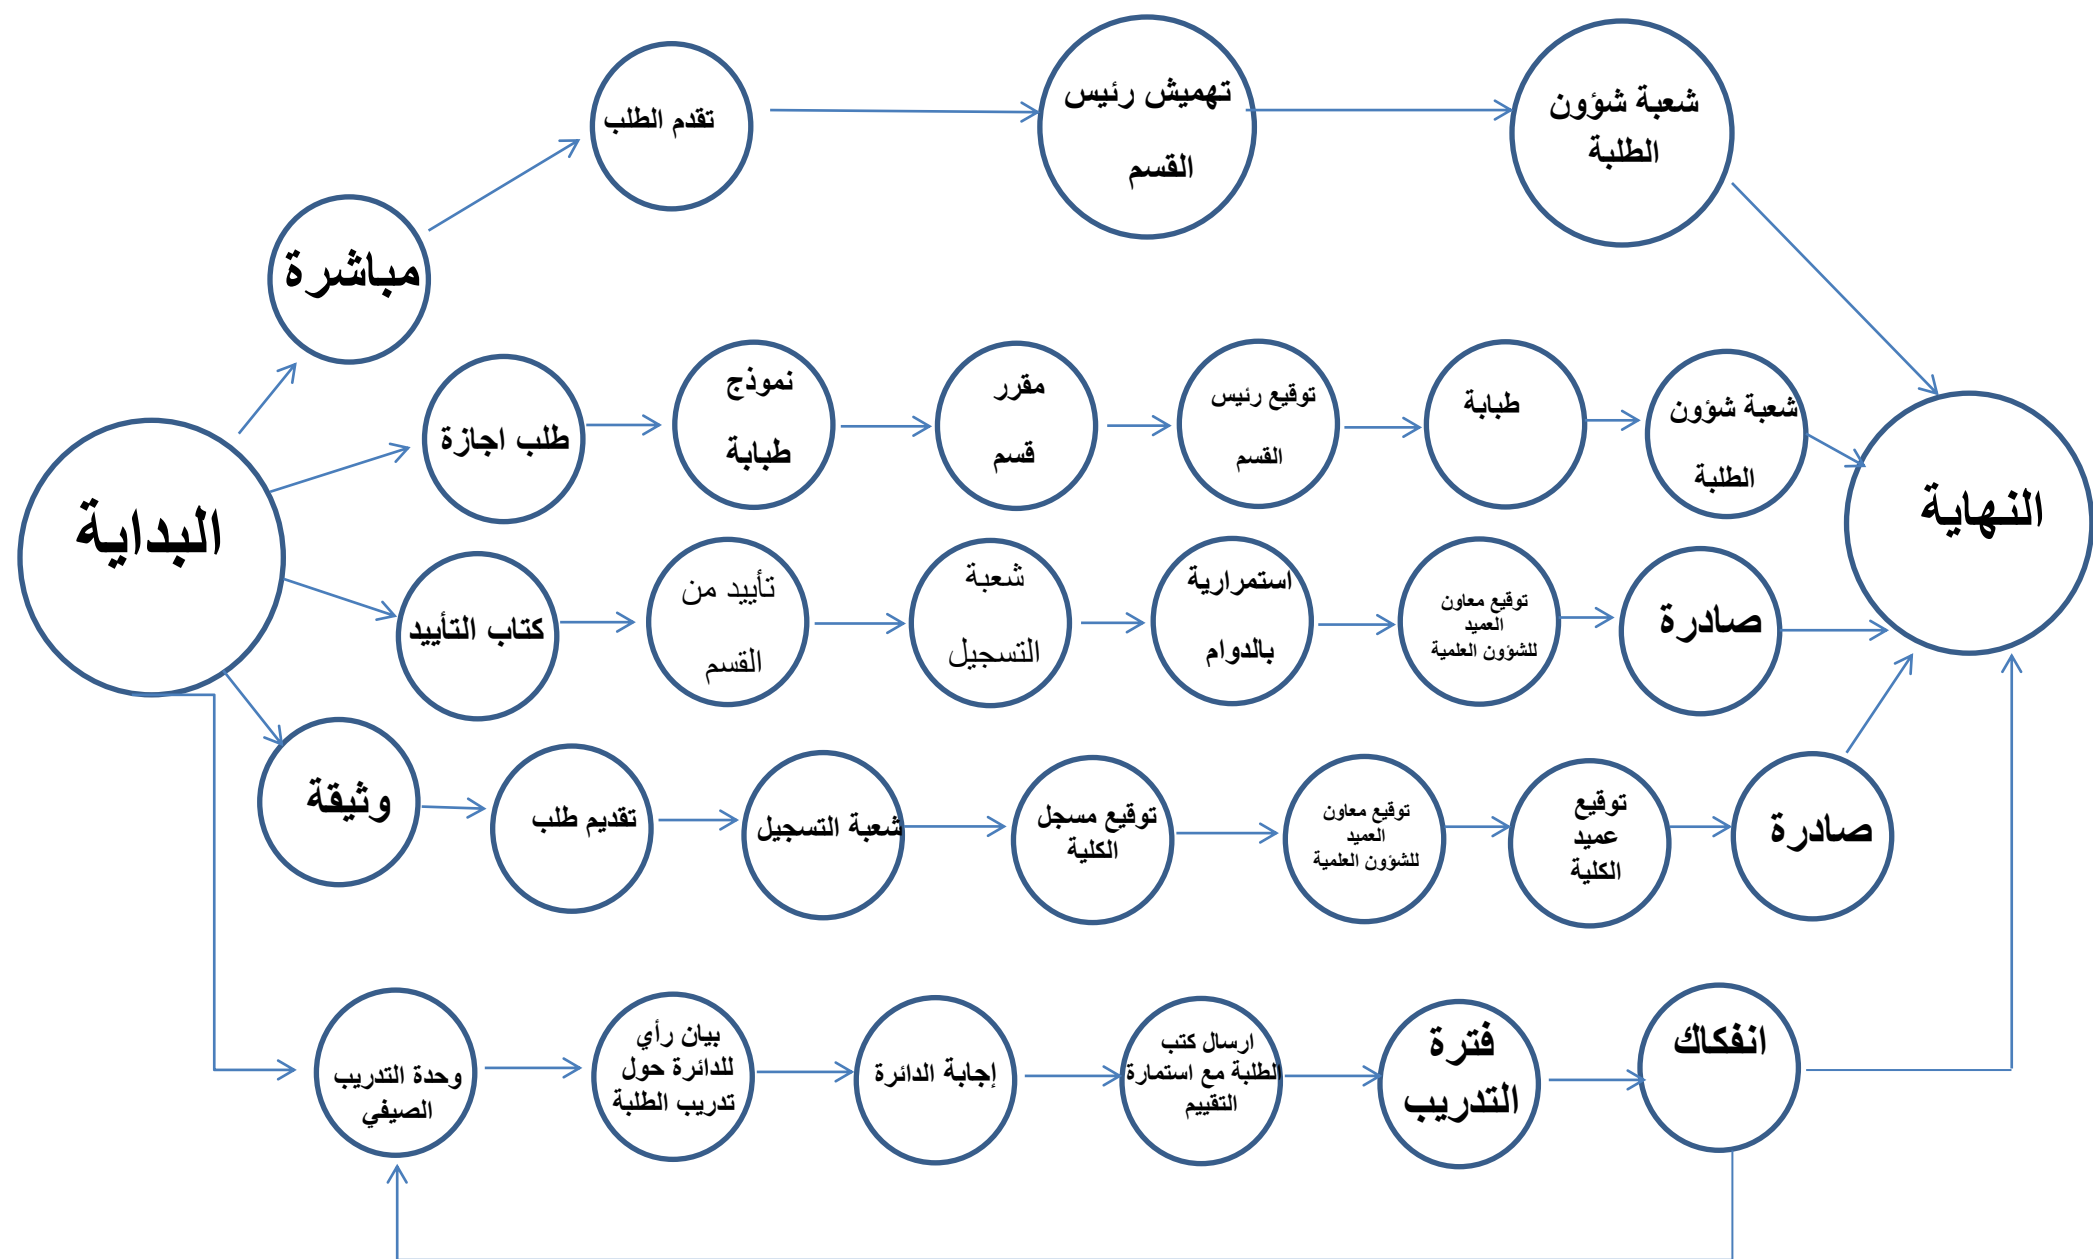 البداية
مباشرة
تقدم الطلب
تهميش رئيس
القسم
شعبة شؤون
الطلبة
طلب اجازة
نموذج
طبابة
مقرر
قسم
توقيع رئيس
القسم
طبابة
شعبة شؤون
الطلبة
كتاب التأييد
تأييد من
القسم
شعبة
التسجيل
استمرارية
بالدوام
توقيع معاون
العميد
للشؤون العلمية
صادرة
وثيقة
تقديم طلب
شعبة التسجيل
توقيع مسجل
الكلية
توقيع معاون
العميد
للشؤون العلمية
توقيع
عميد
الكلية
صادرة
وحدة التدريب
الصيفي
بيان رأي
للدائرة حول
تدريب الطلبة
إجابة الدائرة
ارسال كتب
الطلبة مع استمارة
التقييم
فترة
التدريب
انفكاك
النهاية